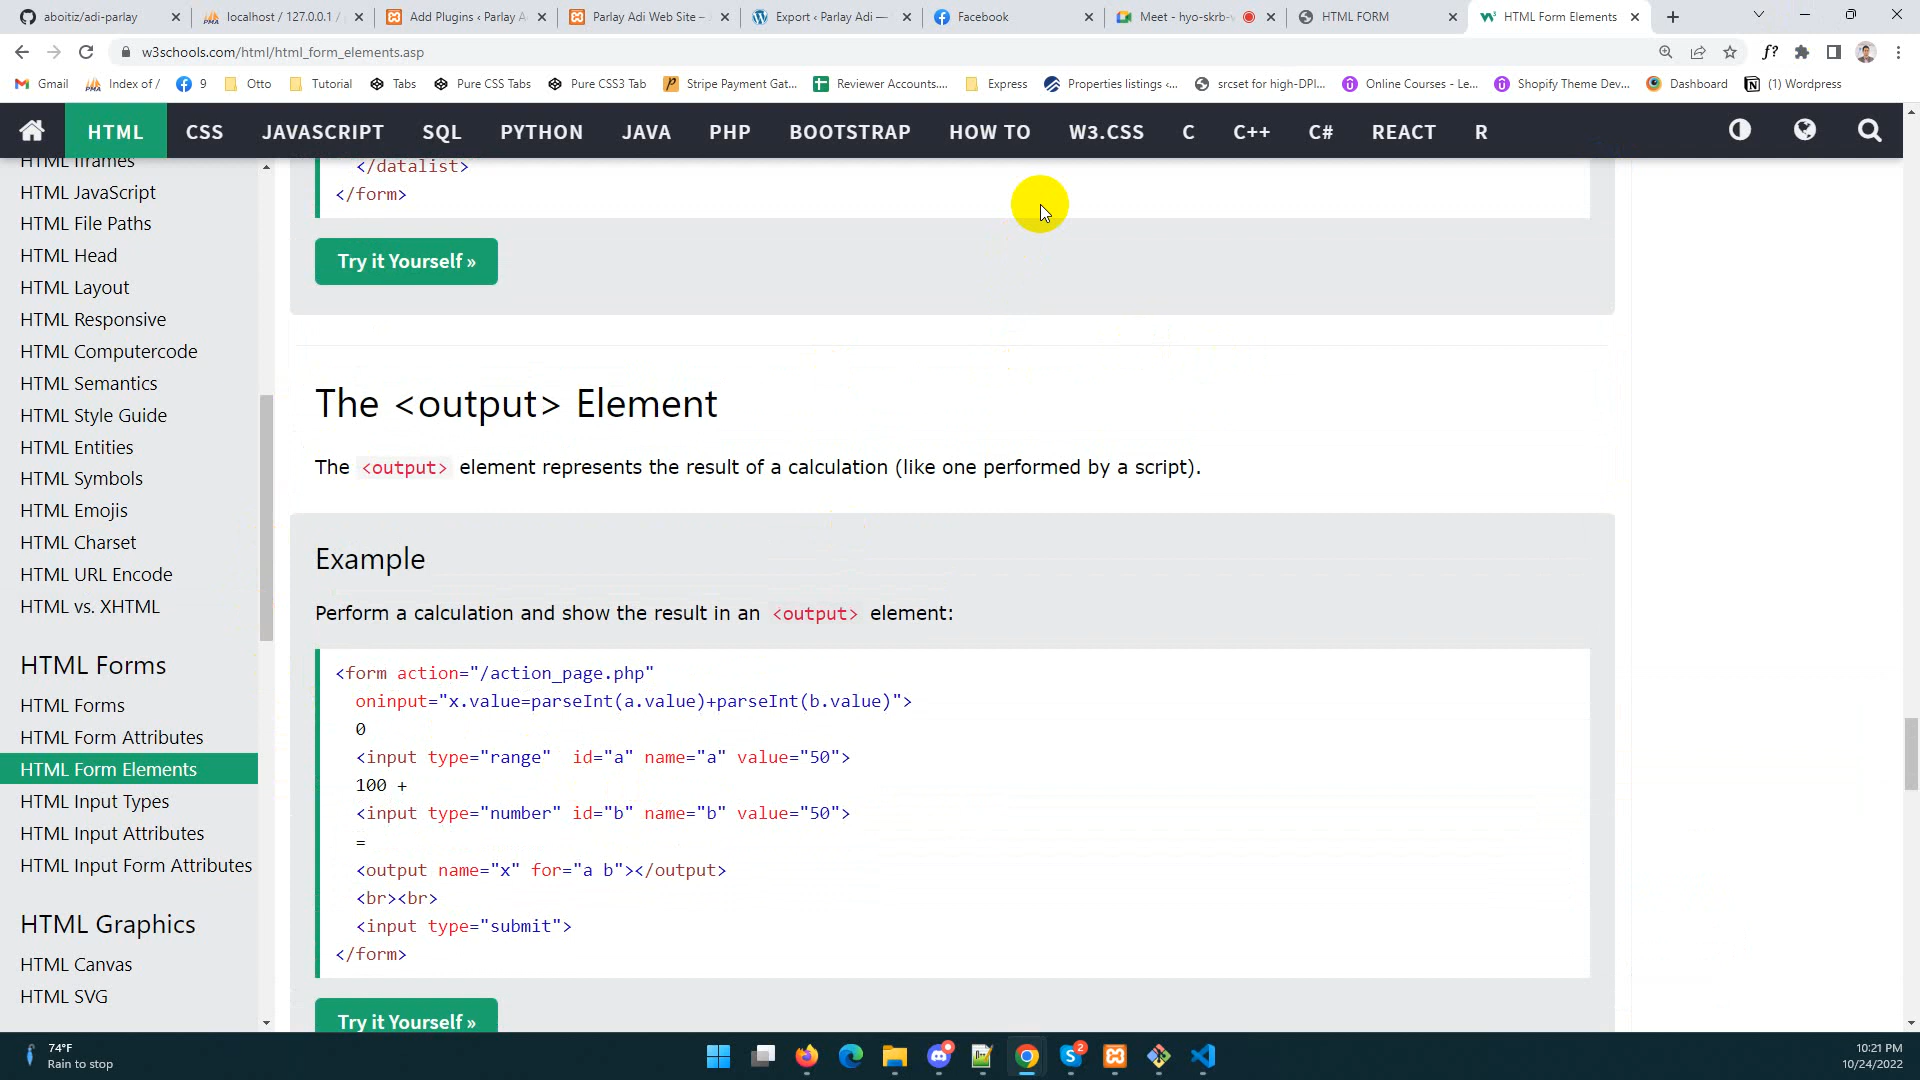 aboitiz/adi-parlay
localhost / 127.0.0.1 /
Add Plugins ‹ Parlay A
Parlay Adi Web Site –
Export ‹ Parlay Adi —
Facebook
Meet - hyo-skrb-
HTML FORM
HTML Form Elements
w3schools.com/html/html_form_elements.asp
f?
Gmail
Index of /
9
Otto
Tutorial
Tabs
Pure CSS Tabs
Pure CSS3 Tab
Stripe Payment Gat...
Reviewer Accounts....
Express
Properties listings <...
srcset for high-DPI...
Online Courses - Le...
Shopify Theme Dev...
Dashboard
(1) Wordpress
HTML
CSS
JAVASCRIPT
SQL
PYTHON
JAVA
PHP
BOOTSTRAP
HOW TO
W3.CSS
C
C++
C#
REACT
R
HTML Iframes
HTML JavaScript
HTML File Paths
HTML Head
HTML Layout
HTML Responsive
HTML Computercode
HTML Semantics
HTML Style Guide
HTML Entities
HTML Symbols
HTML Emojis
HTML Charset
HTML URL Encode
HTML vs. XHTML
HTML Forms
HTML Forms
HTML Form Attributes
HTML Form Elements
HTML Input Types
HTML Input Attributes
HTML Input Form Attributes
HTML Graphics
HTML Canvas
HTML SVG
</datalist>
</form>
Try it Yourself »
The <output> Element
The <output> element represents the result of a calculation (like one performed by a script).
Example
Perform a calculation and show the result in an <output> element:
<form action="/action_page.php"
oninput="x.value=parseInt(a.value)+parseInt(b.value)">
0
<input type="range"  id="a" name="a" value="50">
100 +
<input type="number" id="b" name="b" value="50">
=
<output name="x" for="a b"></output>
<br><br>
<input type="submit">
</form>
Try it Yourself »
74°F
Rain to stop
2
10:21 PM
10/24/2022